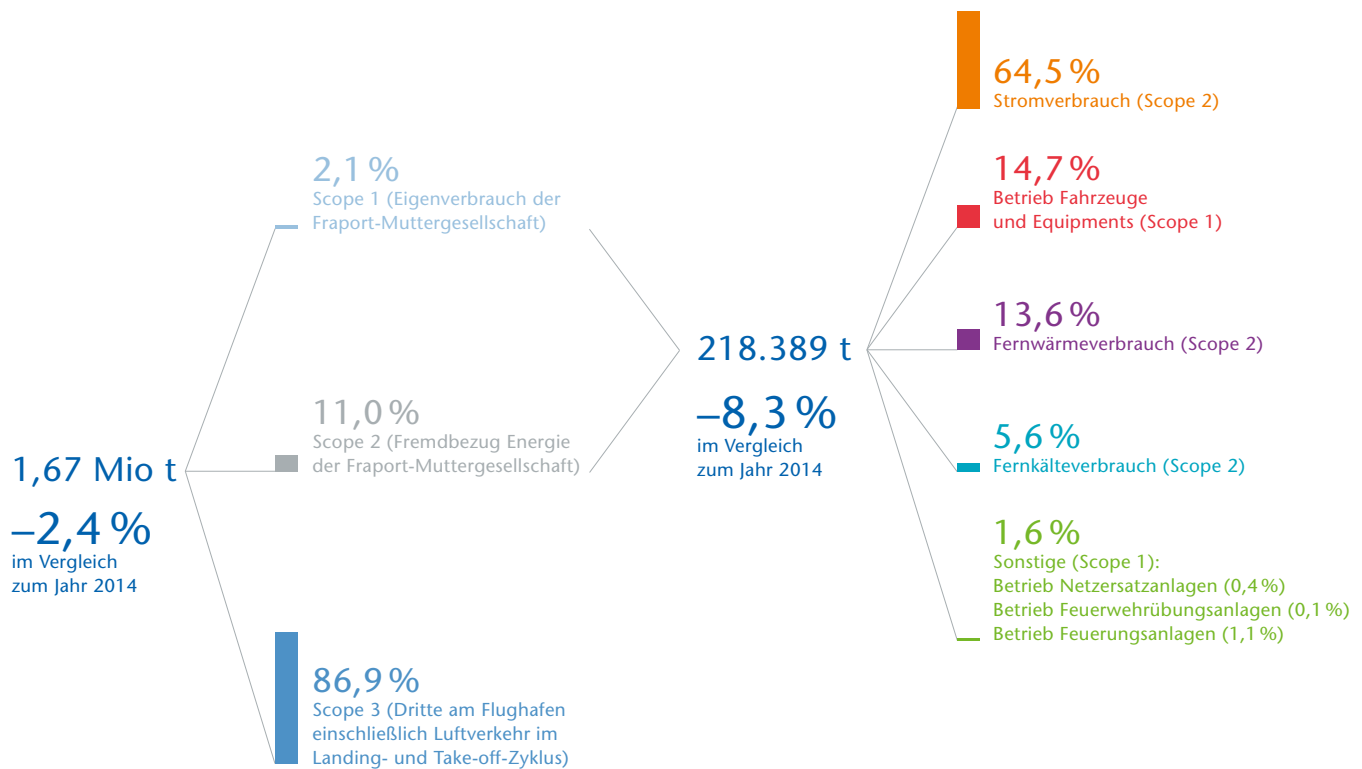 1,67 Mio t
–2,4 %
im Vergleich
zum Jahr 2014
2,1 %
Scope 1 (Eigenverbrauch der
Fraport-Muttergesellschaft)
11,0 %
Scope 2 (Fremdbezug Energie
der Fraport-Muttergesellschaft)
86,9 %
Scope 3 (Dritte am Flughafen
einschließlich Luftverkehr im
Landing- und Take-off-Zyklus)
218.389 t
–8,3 %
im Vergleich
zum Jahr 2014
64,5 %
Stromverbrauch (Scope 2)
14,7 %
Betrieb Fahrzeuge
und Equipments (Scope 1)
13,6 %
Fernwärmeverbrauch (Scope 2)
5,6 %
Fernkälteverbrauch (Scope 2)
1,6 %
Sonstige (Scope 1):
Betrieb Netzersatzanlagen (0,4 %)
Betrieb Feuerwehrübungsanlagen (0,1 %)
Betrieb Feuerungsanlagen (1,1 %)